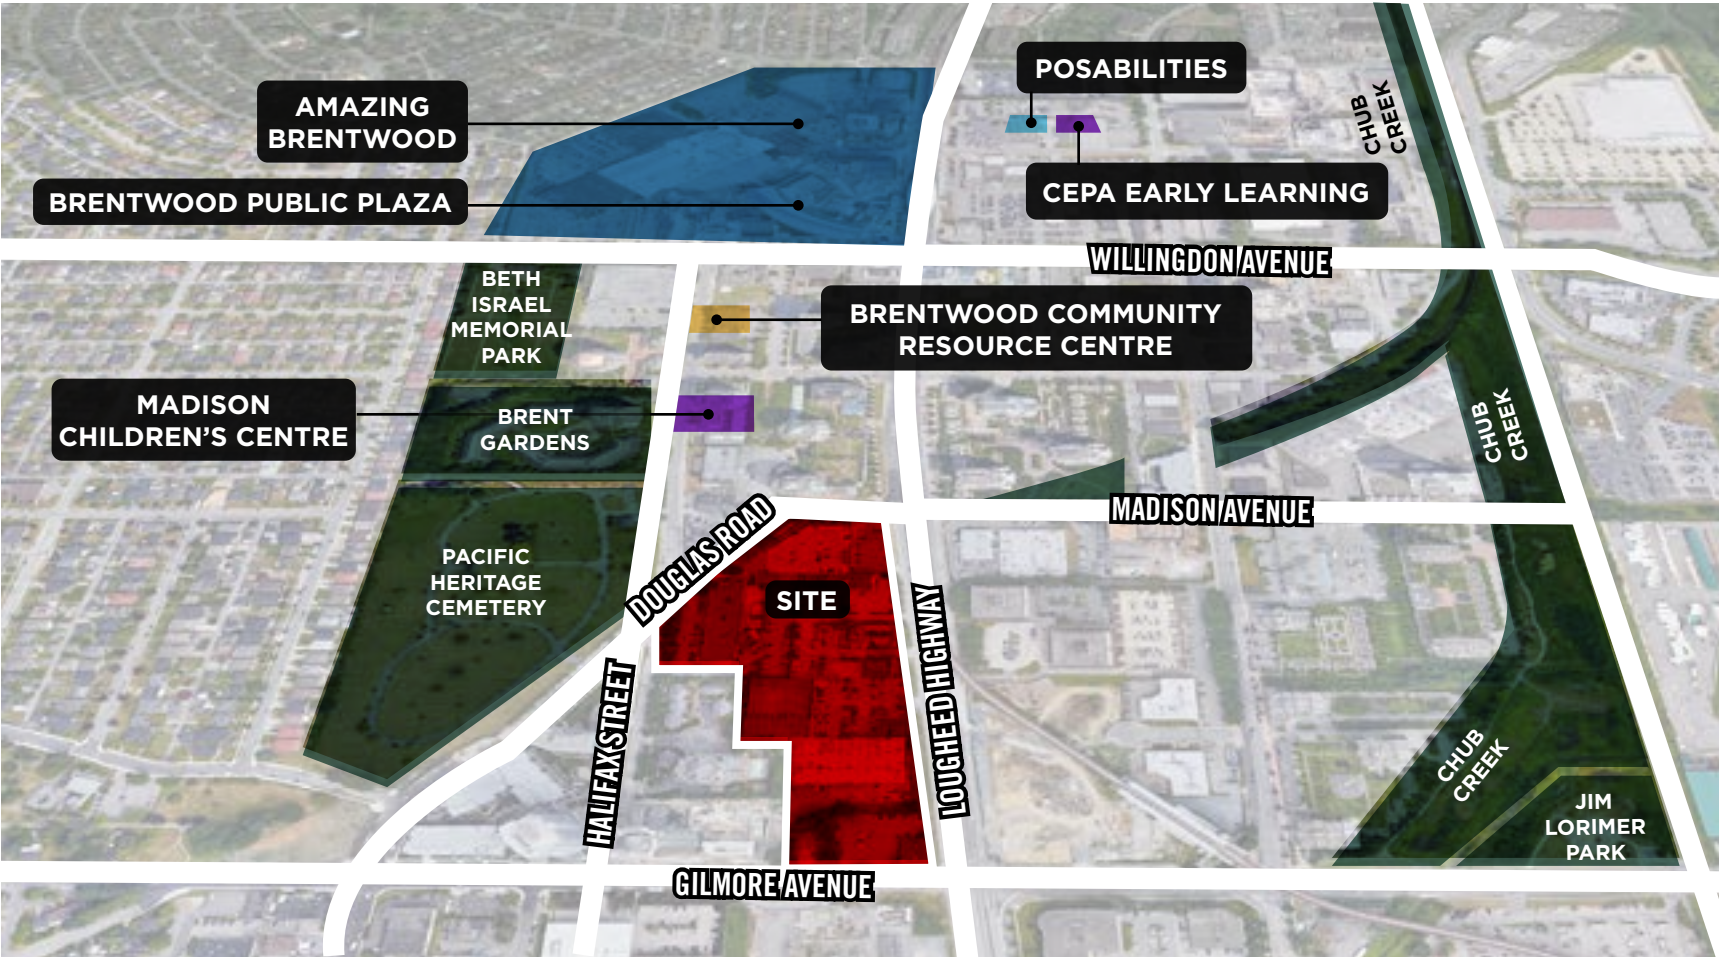 POSABILITIES
AMAZING
BRENTWOOD
CHUB
CREEK
BRENTWOOD PUBLIC PLAZA
CEPA EARLY LEARNING
WILLINGDON AVENUE
BETH
ISRAEL
MEMORIAL
PARK
BRENTWOOD COMMUNITY
RESOURCE CENTRE
MADISON
CHILDREN'S CENTRE
BRENT
GARDENS
CHUB
CREEK
MADISON AVENUE
DOUGLAS ROAD
PACIFIC
HERITAGE
CEMETERY
SITE
LOUGHEED HIGHWAY
HALIFAX STREET
CHUB
CREEK
JIM
LORIMER
PARK
GILMORE AVENUE